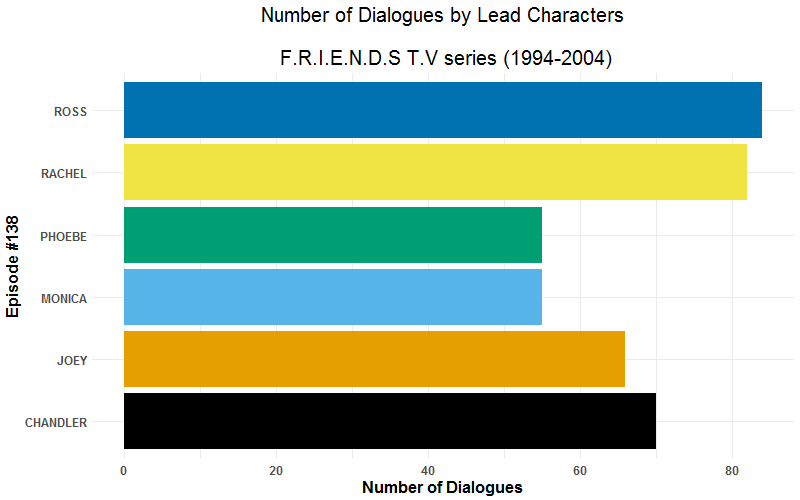 Number of Dialogues by Lead Characters
F.R.I.E.N.D.S T.V series (1994-2004)
Episode #138
ROSS
RACHEL
PHOEBE
MONICA
JOEY
CHANDLER
0 20 40 60 80
Number of Dialogues